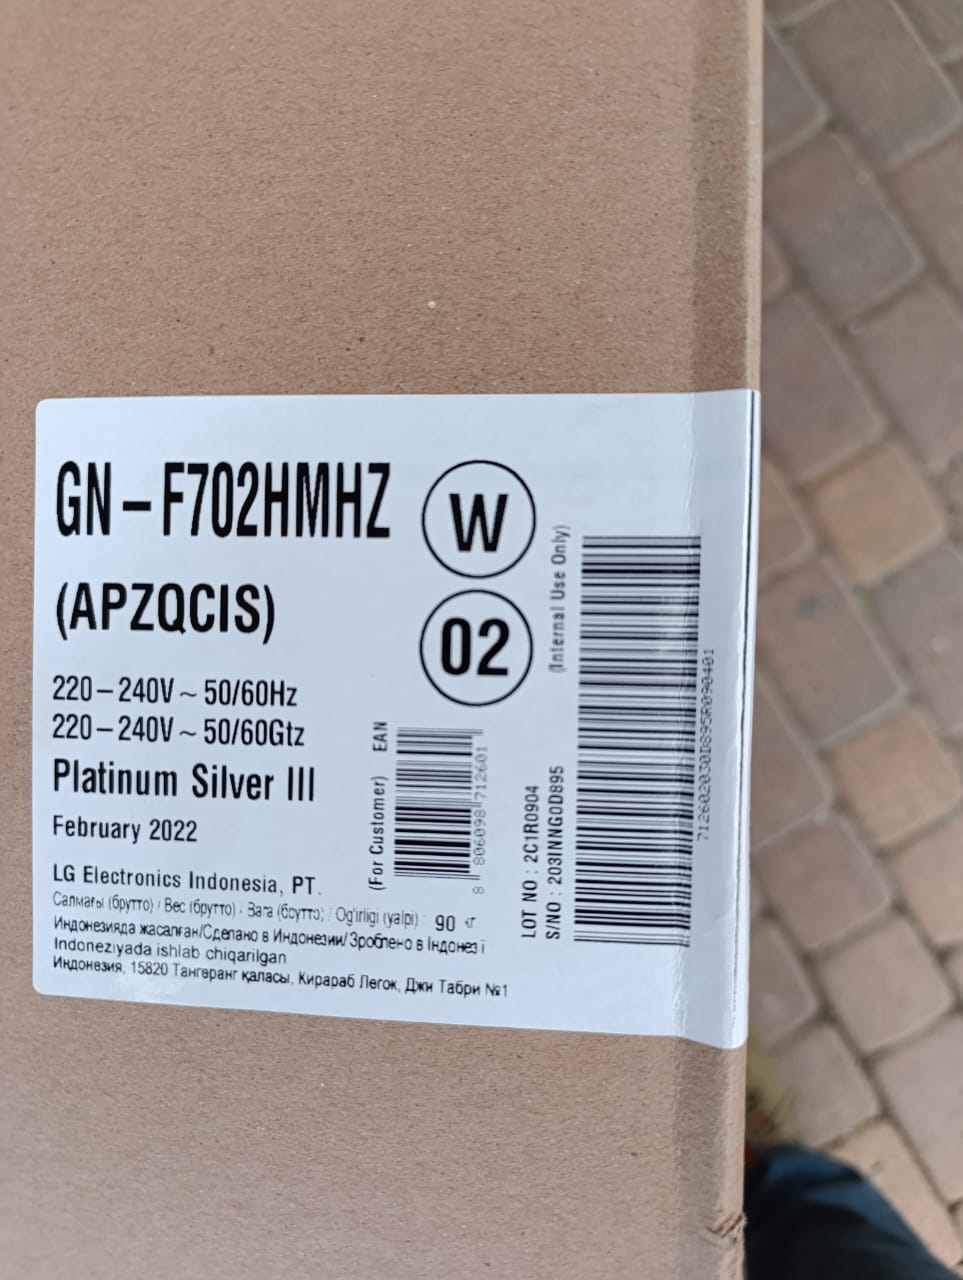 GN-F702HMHZ
(APZQCIS)
W
02
220-240V ~ 50/60Hz
220-240V ~ 50/60Gtz
Platinum Silver III
February 2022
LG Electronics Indonesia, PT.
Салмағы (брутто) / Вес (брутто) / Вага (брутто) / Og'irligi (yalpi) : 90 кг
Индонезияда жасалған/Сделано в Индонезии/Зроблено в Індонезії
Indoneziyada ishlab chiqarilgan
Индонезия, 15820 Тангеранг қаласы, Кирараб Легок, Джи Табри №1
(For Customer) EAN
8 806098 712601
LOT NO : 2C1R0904
S/NO : 203INNG0D895
(Internal Use Only)